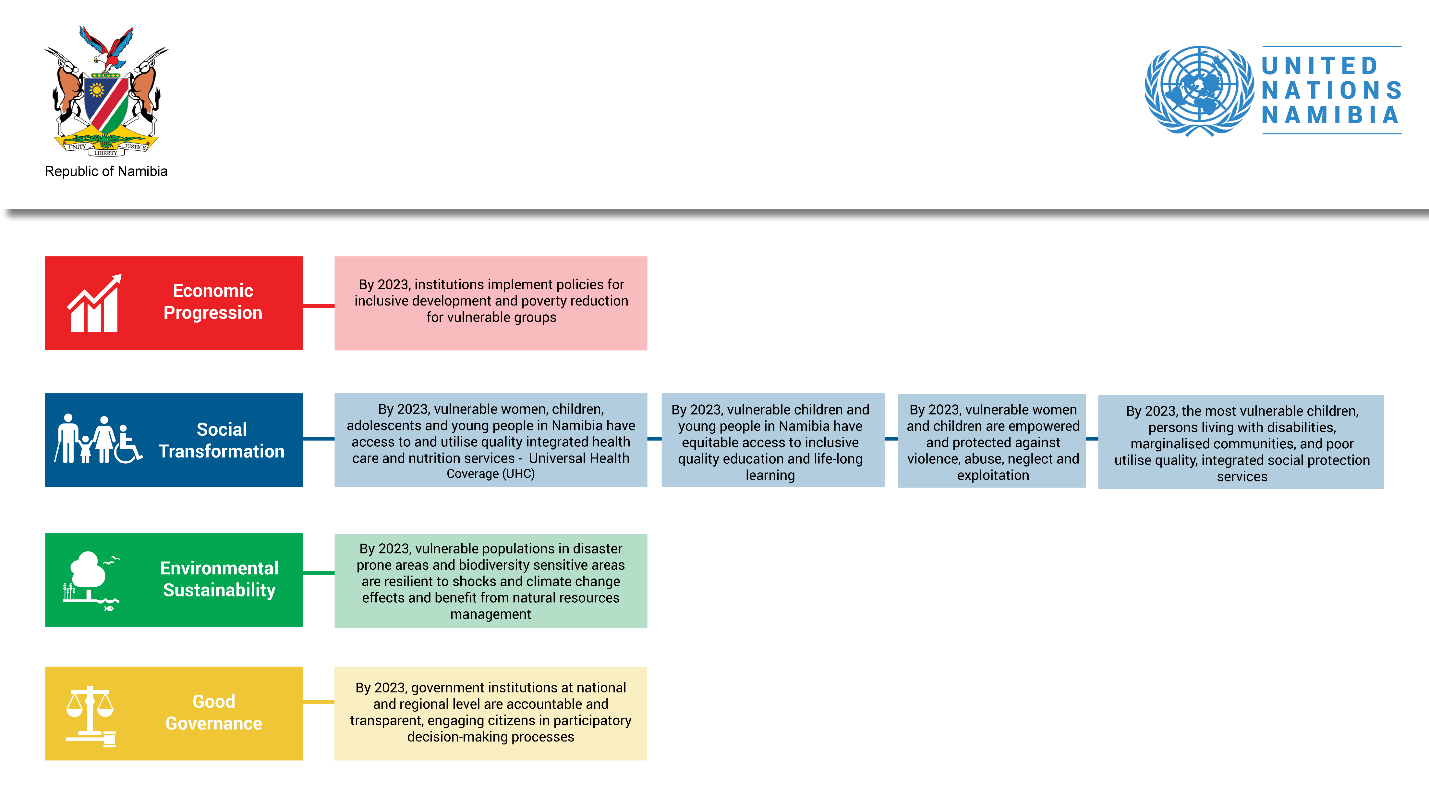 UNITY LIBERTY JUSTICE
Republic of Namibia
UNITED
NATIONS
NAMIBIA
Economic
Progression
By 2023, institutions implement policies for
inclusive development and poverty reduction
for vulnerable groups
Social
Transformation
By 2023, vulnerable women, children,
adolescents and young people in Namibia have
access to and utilise quality integrated health
care and nutrition services - Universal Health
Coverage (UHC)
By 2023, vulnerable children and
young people in Namibia have
equitable access to inclusive
quality education and life-long
learning
By 2023, vulnerable women
and children are empowered
and protected against
violence, abuse, neglect and
exploitation
By 2023, the most vulnerable children,
persons living with disabilities,
marginalised communities, and poor
utilise quality, integrated social protection
services
Environmental
Sustainability
By 2023, vulnerable populations in disaster
prone areas and biodiversity sensitive areas
are resilient to shocks and climate change
effects and benefit from natural resources
management
Good
Governance
By 2023, government institutions at national
and regional level are accountable and
transparent, engaging citizens in participatory
decision-making processes